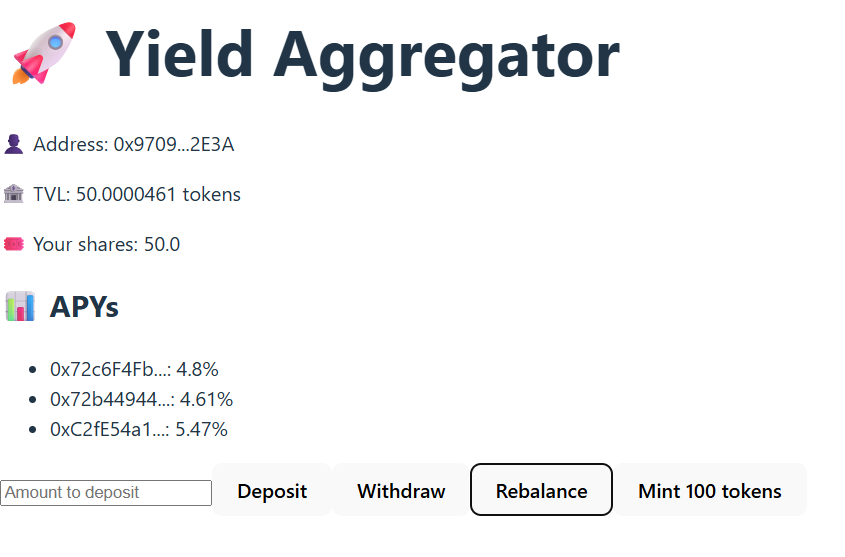 Yield Aggregator
Address: 0x9709...2E3A
TVL: 50.0000461 tokens
Your shares: 50.0
APYs
0x72c6F4Fb...: 4.8%
0x72b44944...: 4.61%
0xC2fE54a1...: 5.47%
Amount to deposit Deposit Withdraw Rebalance Mint 100 tokens